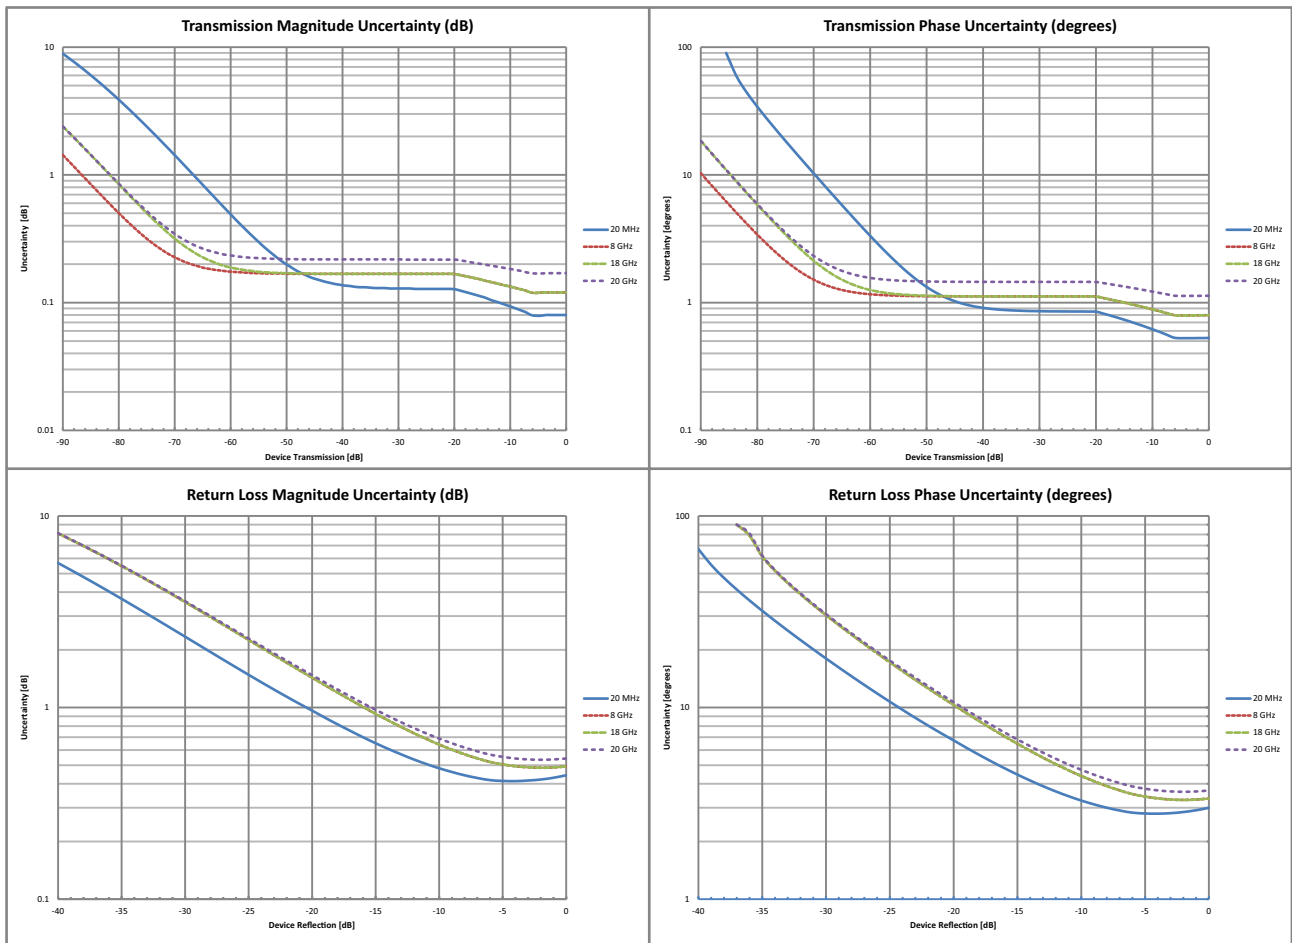 Transmission Magnitude Uncertainty (dB)
10
1
0.1
0.01
Uncertainty [dB]
-90 -80 -70 -60 -50 -40 -30 -20 -10 0
Device Transmission [dB]
20 MHz
8 GHz
18 GHz
20 GHz
Transmission Phase Uncertainty (degrees)
100
10
1
0.1
Uncertainty [degrees]
-90 -80 -70 -60 -50 -40 -30 -20 -10 0
Device Transmission [dB]
20 MHz
8 GHz
18 GHz
20 GHz
Return Loss Magnitude Uncertainty (dB)
10
1
0.1
Uncertainty [dB]
-40 -35 -30 -25 -20 -15 -10 -5 0
Device Reflection [dB]
20 MHz
8 GHz
18 GHz
20 GHz
Return Loss Phase Uncertainty (degrees)
100
10
1
Uncertainty [degrees]
-40 -35 -30 -25 -20 -15 -10 -5 0
Device Reflection [dB]
20 MHz
8 GHz
18 GHz
20 GHz